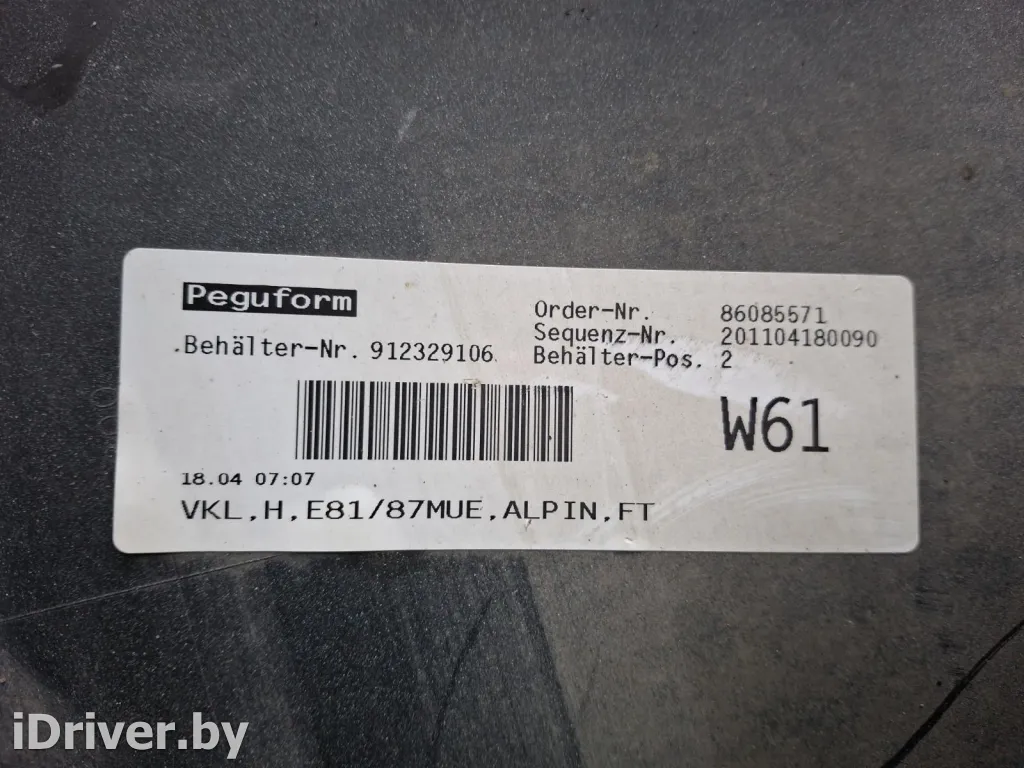 Peguform
Order-Nr. 86085571
Sequenz-Nr. 201104180090
.Behälter-Nr. 912329106
Behälter-Pos. 2
W61
18.04 07:07
VKL,H,E81/87MUE,ALPIN,FT
iDriver.by